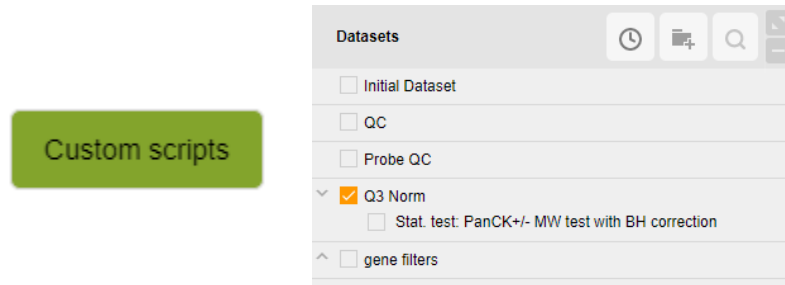 Custom scripts
Datasets
Initial Dataset
QC
Probe QC
Q3 Norm
Stat. test: PanCK+/- MW test with BH correction
gene filters